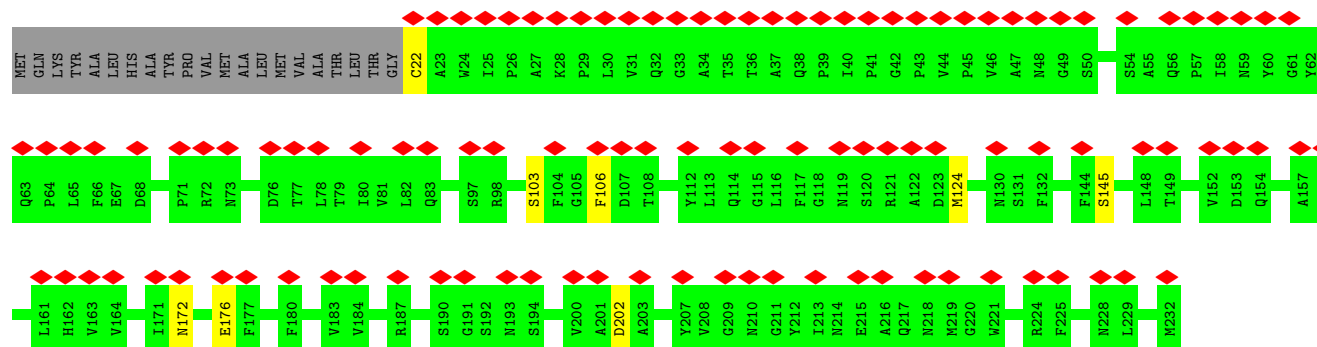 MET GLN LYS TYR ALA LEU HIS ALA TYR PRO VAL MET ALA LEU MET VAL ALA THR LEU THR GLY C22 A23 W24 I25 P26 A27 K28 P29 L30 V31 Q32 G33 A34 T35 T36 A37 Q38 P39 I40 P41 G42 P43 V44 P45 V46 A47 N48 G49 S50 S54 A55 Q56 P57 I58 N59 Y60 G61 Y62
Q63 P64 L65 F66 E67 D68 P71 R72 N73 D76 T77 L78 T79 I80 V81 L82 Q83 S97 R98 S103 F104 G105 F106 D107 T108 Y112 L113 Q114 G115 L116 F117 G118 N119 S120 R121 A122 D123 M124 N130 S131 F132 F144 S145 L148 T149 V152 D153 Q154 A157
L161 H162 V163 V164 I171 N172 E176 F177 F180 V183 V184 R187 S190 G191 S192 N193 S194 V200 A201 D202 A203 Y207 V208 G209 N210 G211 Y212 I213 N214 E215 A216 Q217 N218 M219 G220 W221 R224 F225 N228 L229 M232